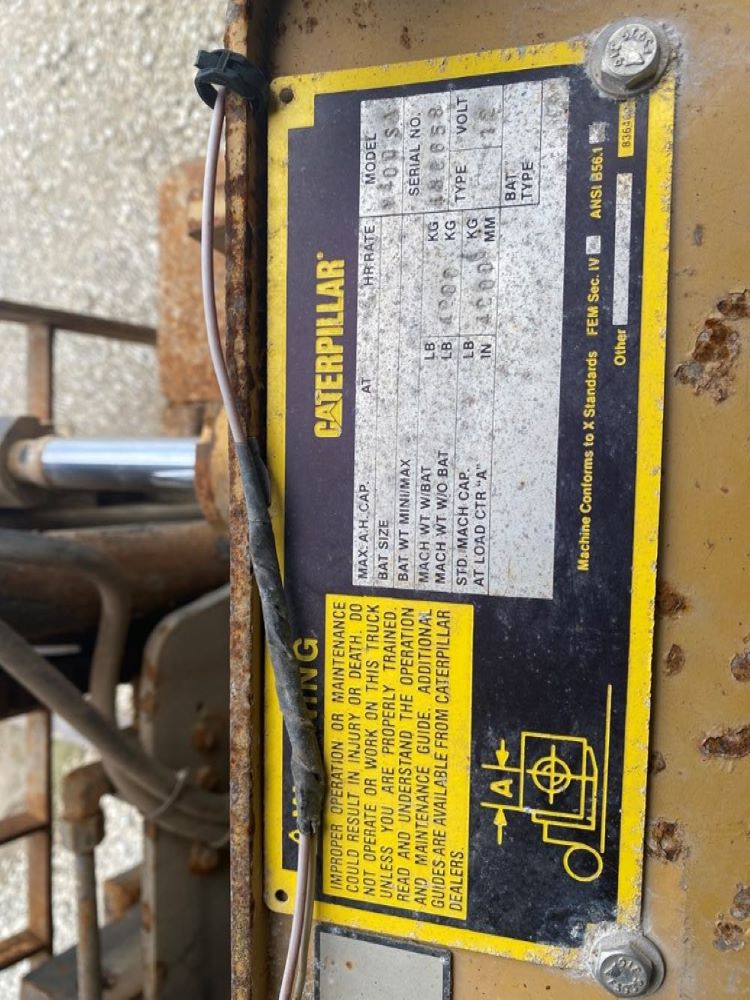 CATERPILLAR
IMPROPER OPERATION OR MAINTENANCE
COULD RESULT IN INJURY OR DEATH. DO
NOT OPERATE OR WORK ON THIS TRUCK
UNLESS YOU ARE PROPERLY TRAINED.
READ AND UNDERSTAND THE OPERATION
AND MAINTENANCE GUIDE. ADDITIONAL
GUIDES ARE AVAILABLE FROM CATERPILLAR
DEALERS.
A
MAX. A.H. CAP. AT HR RATE
BAT SIZE
BAT WT MINI/MAX
MACH WT W/BAT LB KG
MACH WT W/O BAT LB KG
STD. MACH CAP. LB KG
AT LOAD CTR "A" IN MM
MODEL
SERIAL NO.
TYPE VOLT
12
BAT
TYPE
Machine Conforms to X Standards FEM Sec. IV ANSI B56.1
Other